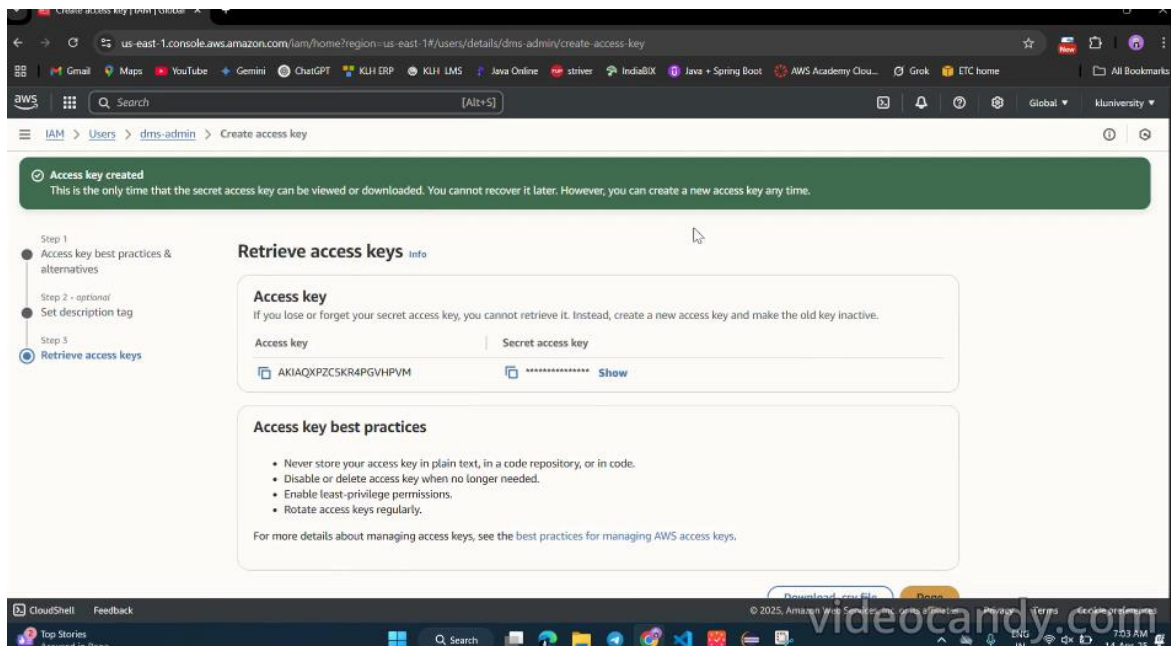 Create access key | IAM | Global
us-east-1.console.aws.amazon.com/iam/home?region=us-east-1#/users/details/dms-admin/create-access-key
New
Gmail Maps YouTube Gemini ChatGPT KLH ERP KLH LMS Java Online striver IndiaBIX Java + Spring Boot AWS Academy Clou... Grok ETC home All Bookmarks
aws Search [Alt+S] Global kluniversity
IAM > Users > dms-admin > Create access key
Access key created
This is the only time that the secret access key can be viewed or downloaded. You cannot recover it later. However, you can create a new access key any time.
Step 1
Access key best practices &
alternatives
Step 2 - optional
Set description tag
Step 3
Retrieve access keys
Retrieve access keys Info
Access key
If you lose or forget your secret access key, you cannot retrieve it. Instead, create a new access key and make the old key inactive.
Access key Secret access key
AKIAQXPZC5KR4PGVHPVM *************** Show
Access key best practices
• Never store your access key in plain text, in a code repository, or in code.
• Disable or delete access key when no longer needed.
• Enable least-privilege permissions.
• Rotate access keys regularly.
For more details about managing access keys, see the best practices for managing AWS access keys.
Download .csv file Done
CloudShell Feedback © 2025, Amazon Web Services, Inc. or its affiliates. Privacy Terms Cookie preferences
videocandy.com
Top Stories Search ENG 7:03 AM
IN